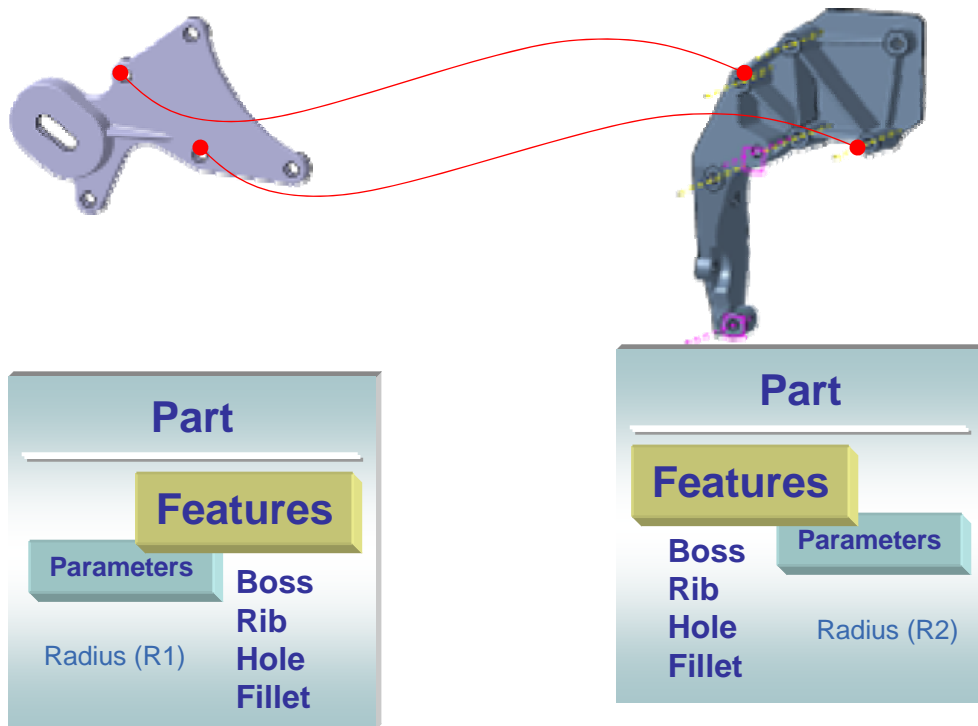 Part
Features
Parameters
Boss
Rib
Hole
Fillet
Radius (R1)
Part
Features
Parameters
Boss
Rib
Hole
Fillet
Radius (R2)